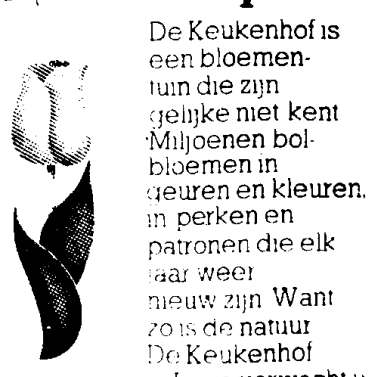 De Keukenhof is
een bloemen-
tuin die zijn
gelijke niet kent
Miljoenen bol-
bloemen in
geuren en kleuren,
in perken en
patronen die elk
jaar weer
nieuw zijn Want
zo is de natuur
De Keukenhof